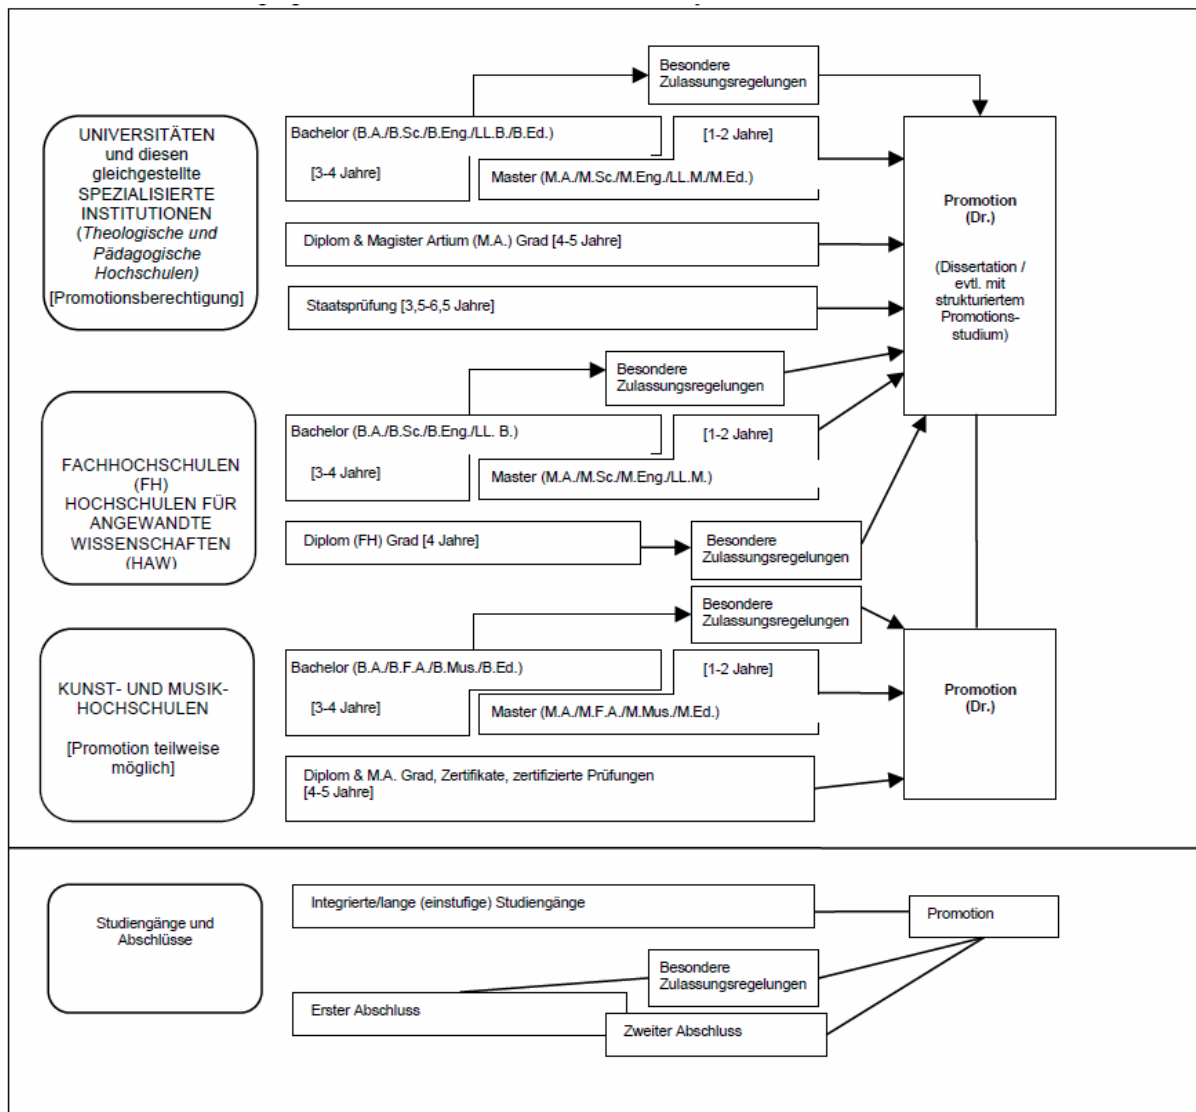 Besondere
Zulassungsregelungen
UNIVERSITÄTEN
und diesen
gleichgestellte
SPEZIALISIERTE
INSTITUTIONEN
(Theologische und
Pädagogische
Hochschulen)
[Promotionsberechtigung]
Bachelor (B.A./B.Sc./B.Eng./LL.B./B.Ed.)
[3-4 Jahre]
[1-2 Jahre]
Master (M.A./M.Sc./M.Eng./LL.M./M.Ed.)
Diplom & Magister Artium (M.A.) Grad [4-5 Jahre]
Staatsprüfung [3,5-6,5 Jahre]
Promotion
(Dr.)
(Dissertation /
evtl. mit
strukturiertem
Promotions-
studium)
Besondere
Zulassungsregelungen
FACHHOCHSCHULEN
(FH)
HOCHSCHULEN FÜR
ANGEWANDTE
WISSENSCHAFTEN
(HAW)
Bachelor (B.A./B.Sc./B.Eng./LL. B.)
[3-4 Jahre]
[1-2 Jahre]
Master (M.A./M.Sc./M.Eng./LL.M.)
Diplom (FH) Grad [4 Jahre]
Besondere
Zulassungsregelungen
Besondere
Zulassungsregelungen
KUNST- UND MUSIK-
HOCHSCHULEN
[Promotion teilweise
möglich]
Bachelor (B.A./B.F.A./B.Mus./B.Ed.)
[3-4 Jahre]
[1-2 Jahre]
Master (M.A./M.F.A./M.Mus./M.Ed.)
Diplom & M.A. Grad, Zertifikate, zertifizierte Prüfungen
[4-5 Jahre]
Promotion
(Dr.)
Studiengänge und
Abschlüsse
Integrierte/lange (einstufige) Studiengänge
Promotion
Besondere
Zulassungsregelungen
Erster Abschluss
Zweiter Abschluss